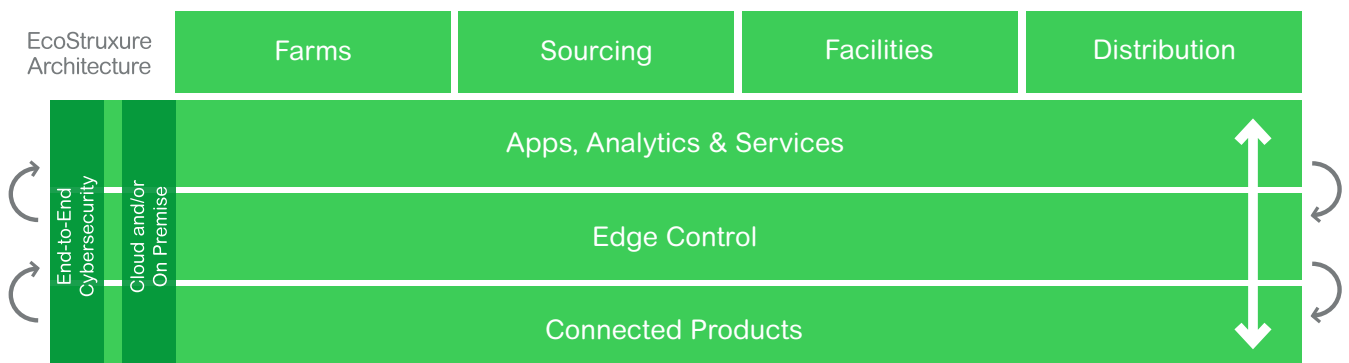 EcoStruxure
Architecture
Farms
Sourcing
Facilities
Distribution
End-to-End
Cybersecurity
Cloud and/or
On Premise
Apps, Analytics & Services
Edge Control
Connected Products